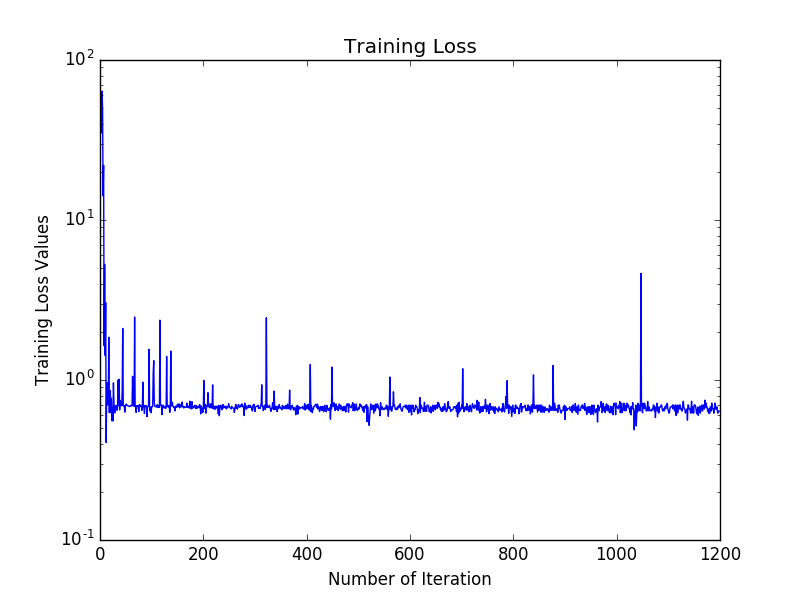 Training Loss
10^2
10^1
10^0
10^-1
Training Loss Values
0 200 400 600 800 1000 1200
Number of Iteration